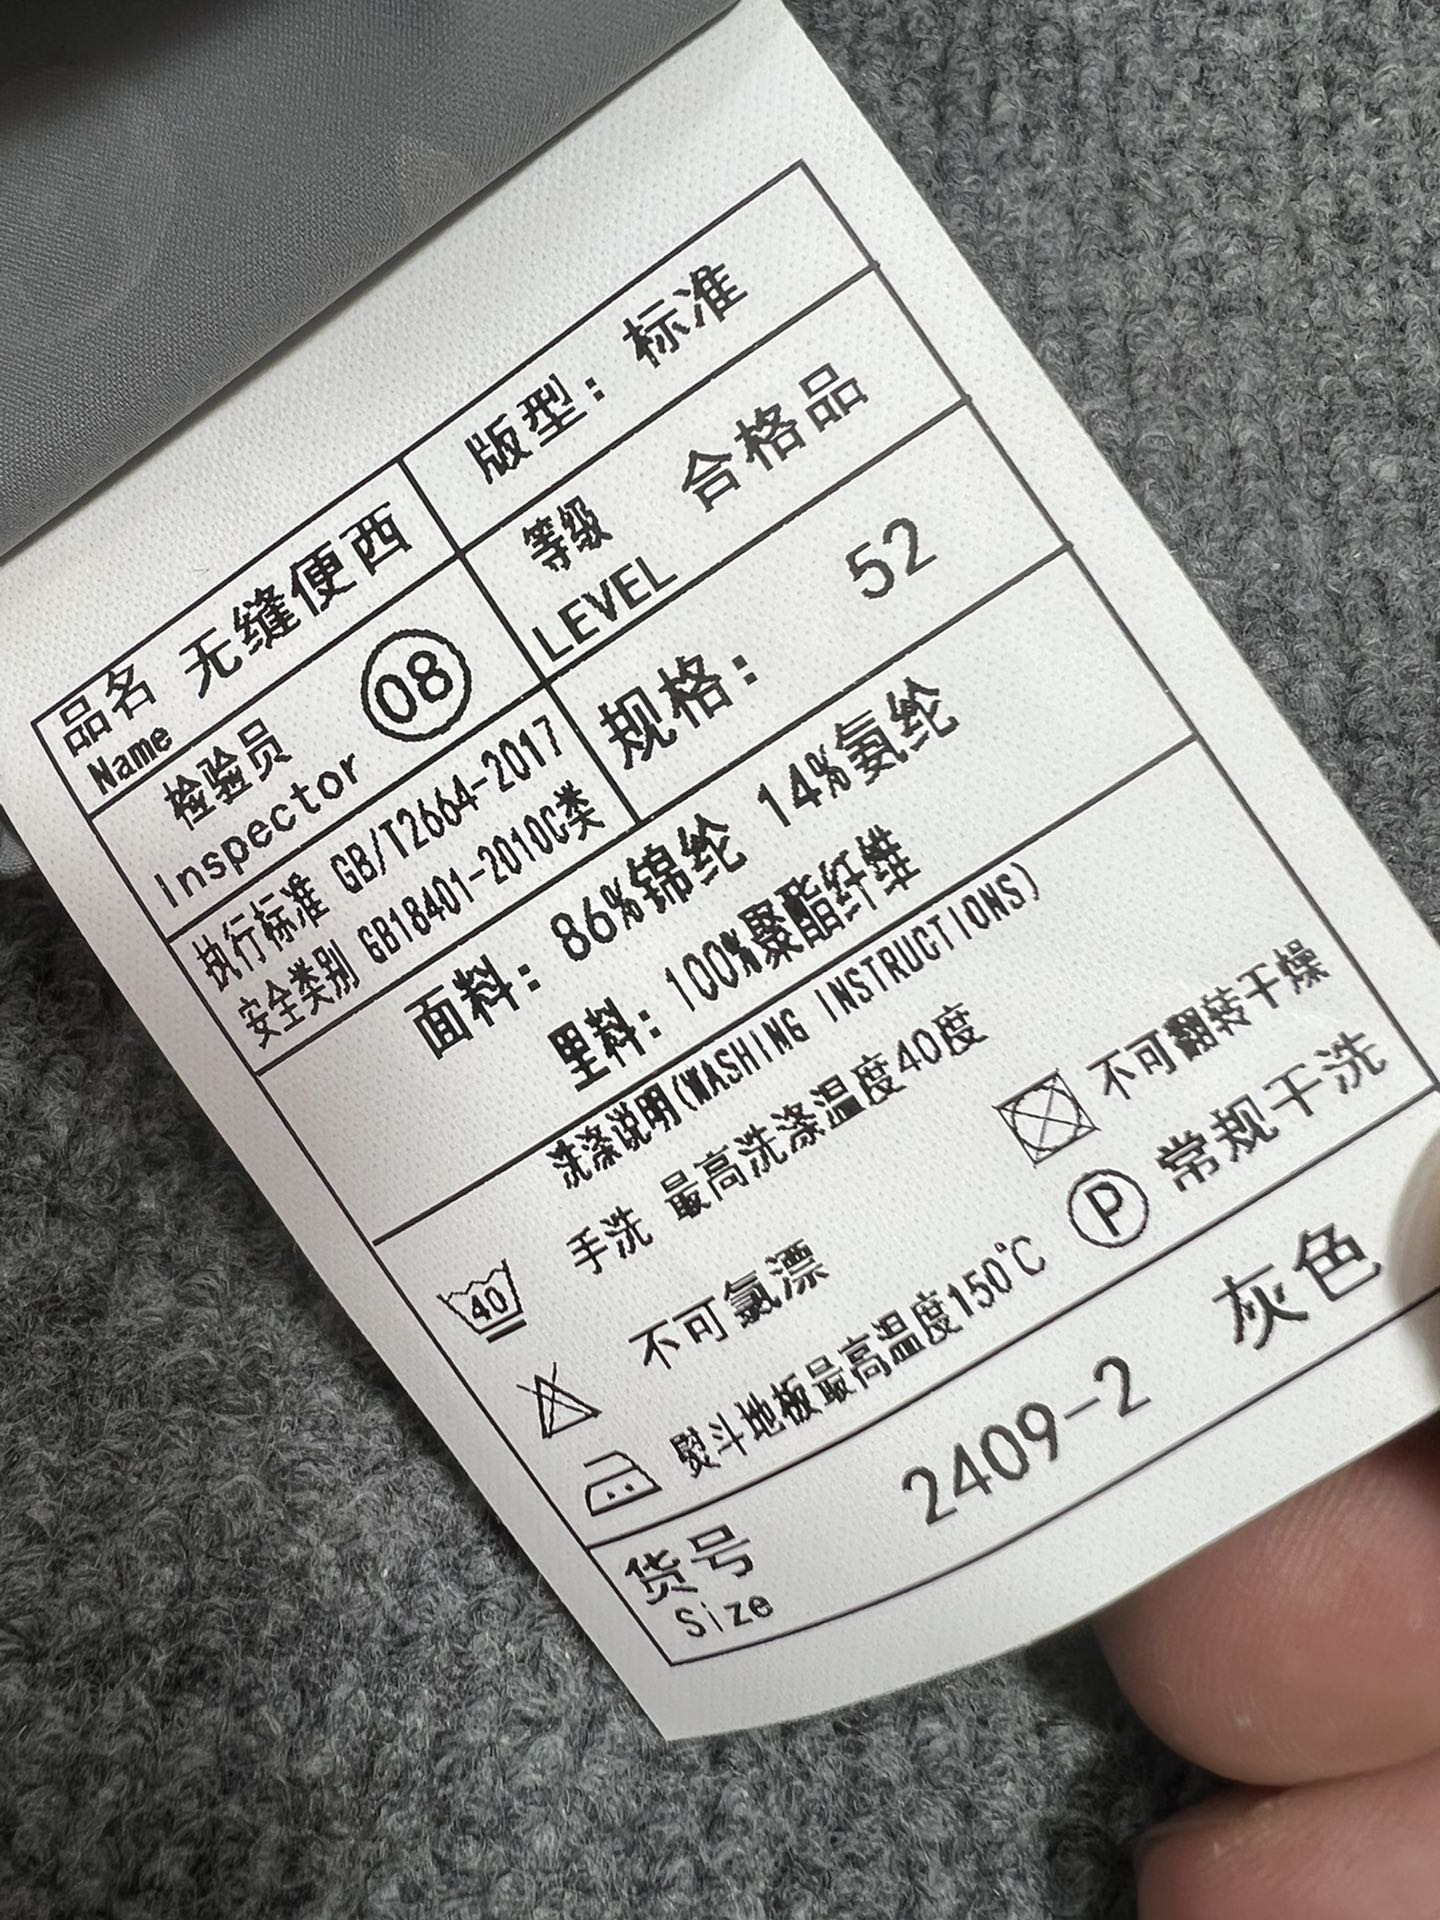 品名 无缝便西
Name
版型：标准
检验员 08
Inspector
等级 合格品
LEVEL
执行标准 GB/T2664-2017
安全类别 GB18401-2010C类
规格： 52
面料：86%锦纶 14%氨纶
里料：100%聚酯纤维
洗涤说明(WASHING INSTRUCTIONS)
40 手洗 最高洗涤温度40度
不可氯漂
不可翻转干燥
熨斗地板最高温度150℃
P 常规干洗
货号 2409-2 灰色
Size